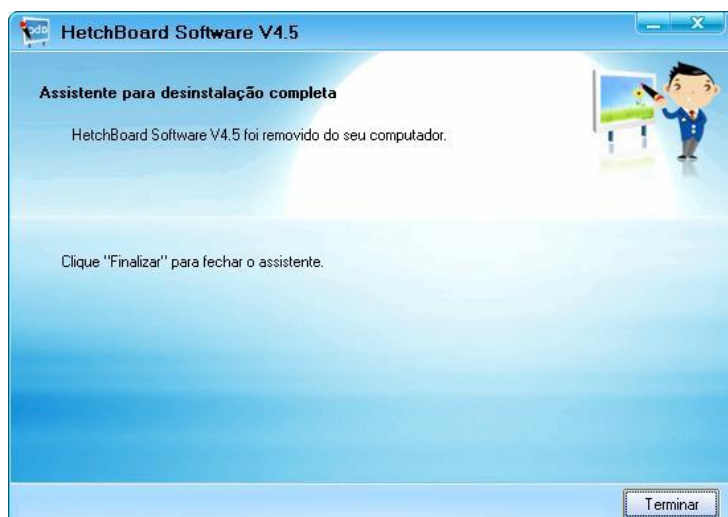 HetchBoard Software V4.5
Assistente para desinstalação completa
HetchBoard Software V4.5 foi removido do seu computador.
Clique "Finalizar" para fechar o assistente.
Terminar